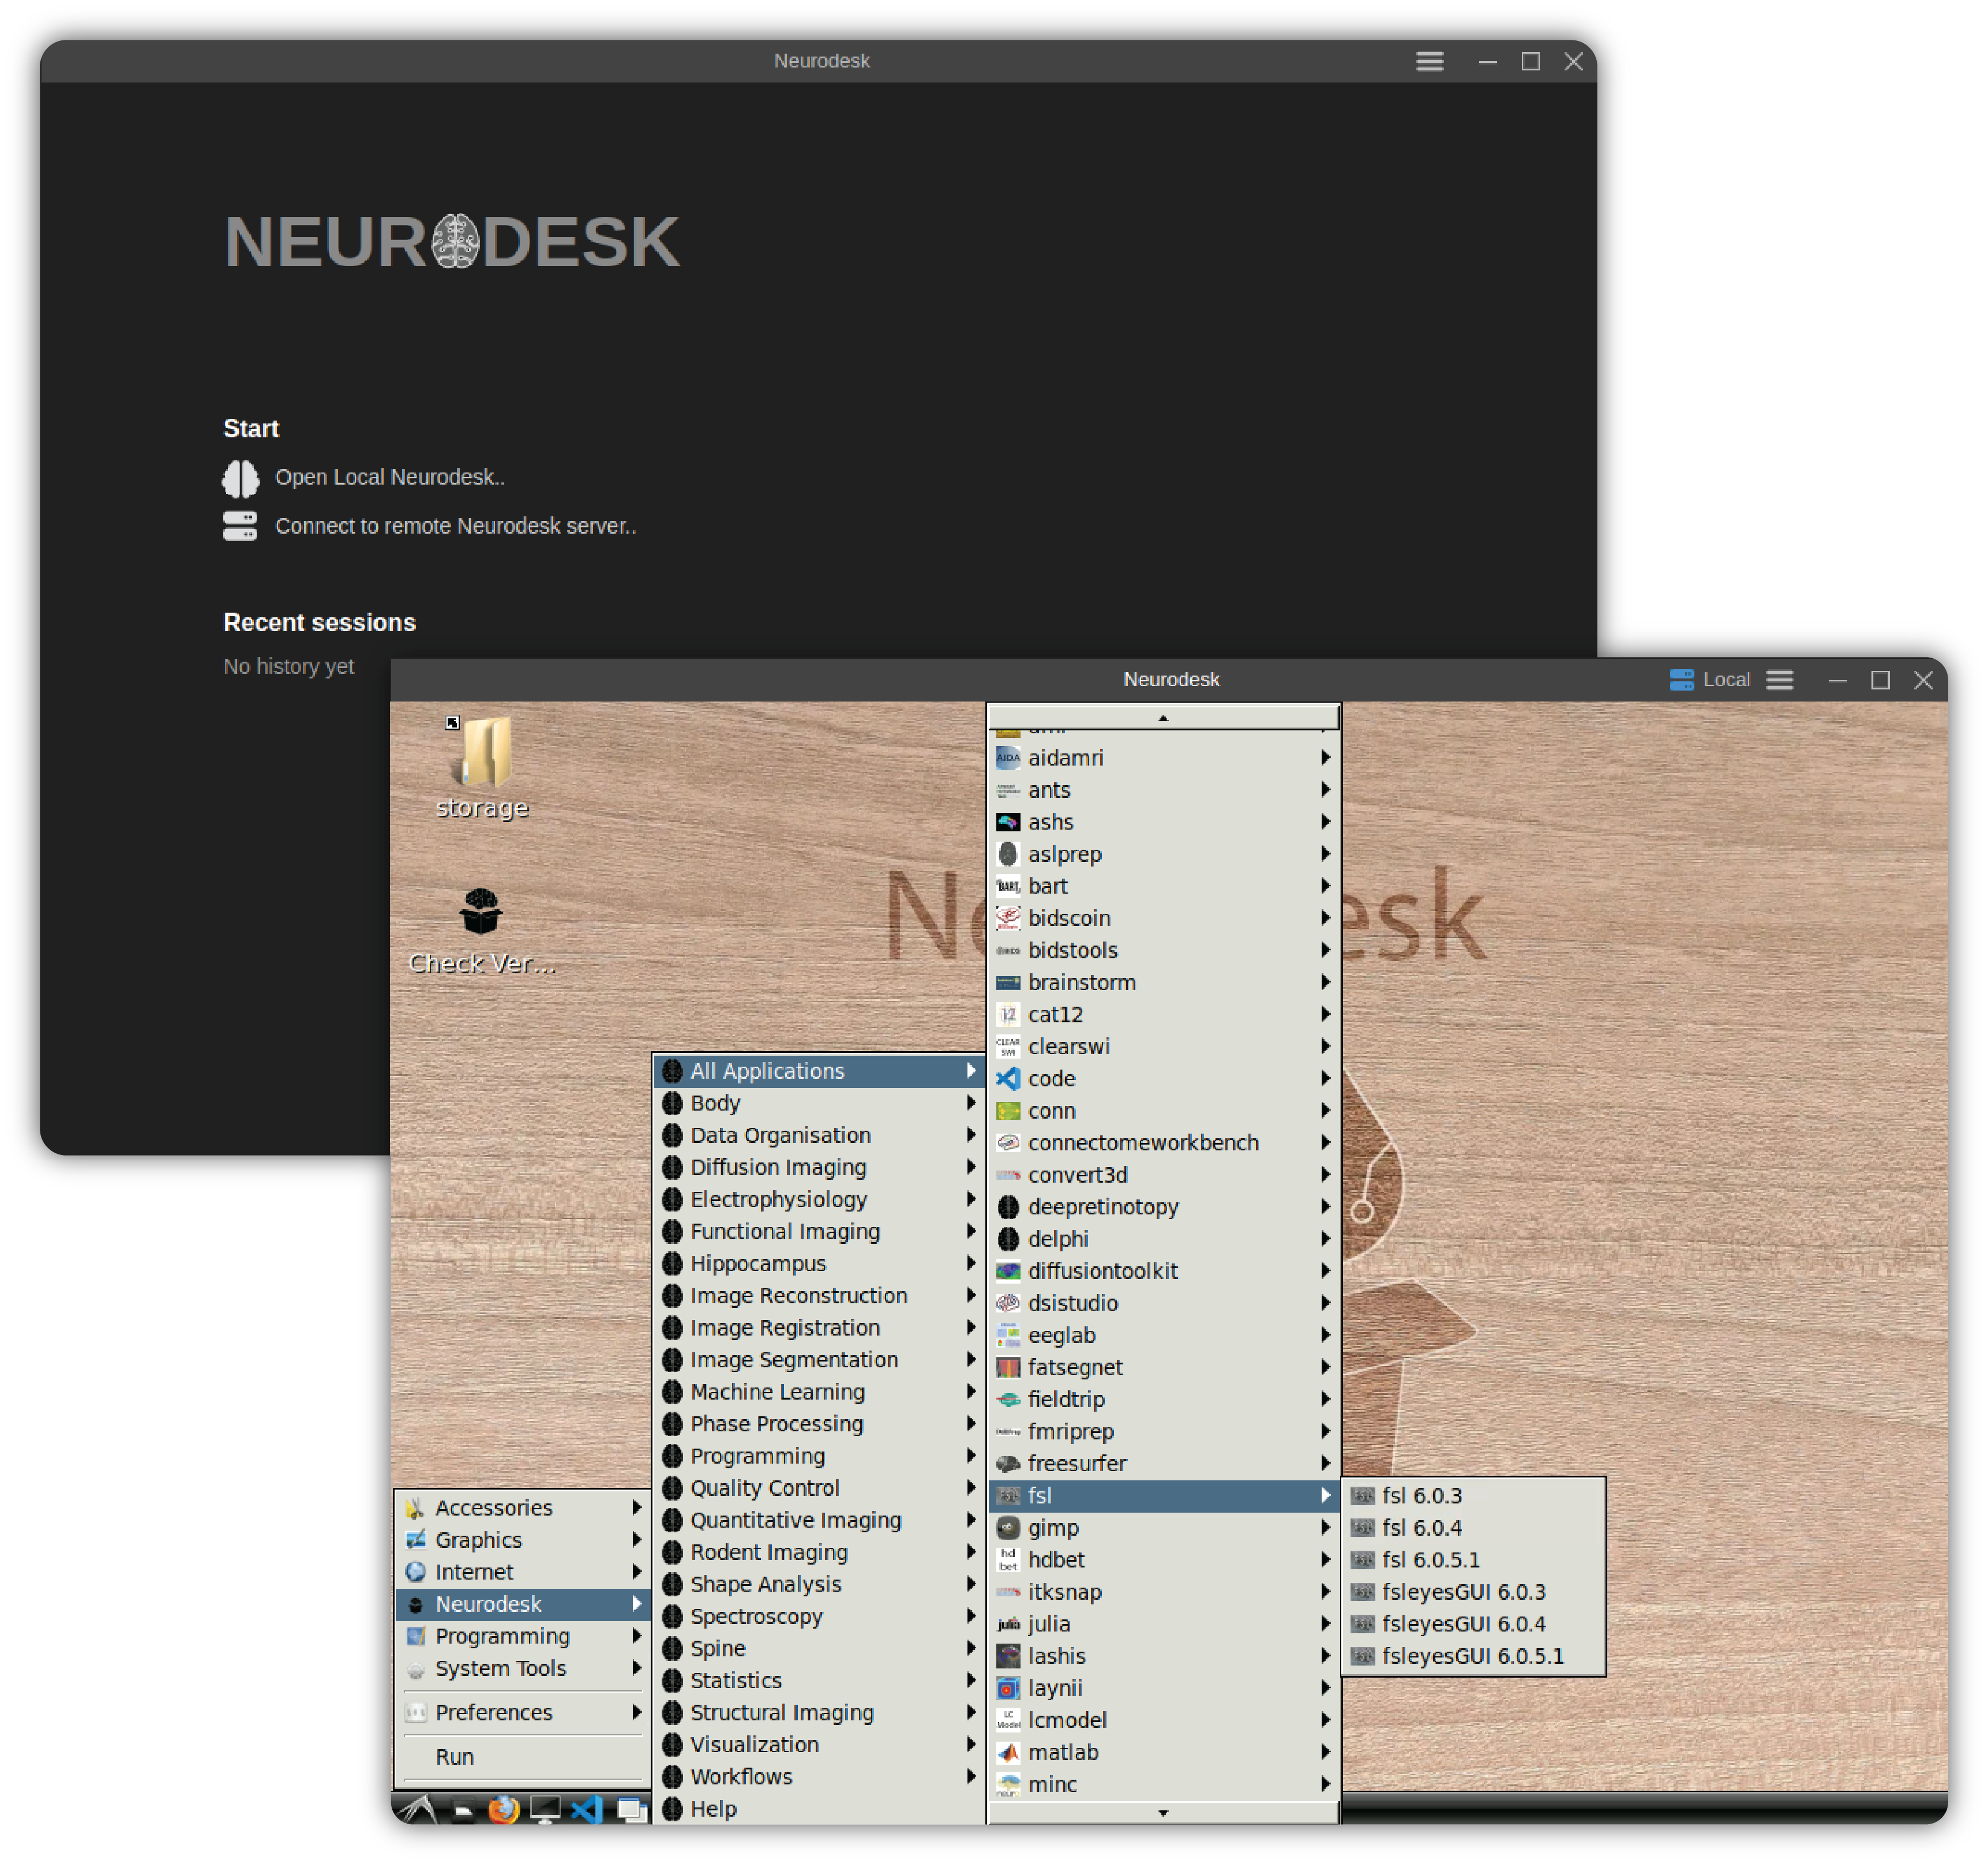 Neurodesk
NEURODESK
Start
Open Local Neurodesk..
Connect to remote Neurodesk server..
Recent sessions
No history yet
Neurodesk
Local
storage
Check Ver...
Accessories
Graphics
Internet
Neurodesk
Programming
System Tools
Preferences
Run
All Applications
Body
Data Organisation
Diffusion Imaging
Electrophysiology
Functional Imaging
Hippocampus
Image Reconstruction
Image Registration
Image Segmentation
Machine Learning
Phase Processing
Programming
Quality Control
Quantitative Imaging
Rodent Imaging
Shape Analysis
Spectroscopy
Spine
Statistics
Structural Imaging
Visualization
Workflows
Help
aidamri
ants
ashs
aslprep
bart
bidscoin
bidstools
brainstorm
cat12
clearswi
code
conn
connectomeworkbench
convert3d
deepretinotopy
delphi
diffusiontoolkit
dsistudio
eeglab
fatsegnet
fieldtrip
fmriprep
freesurfer
fsl
gimp
hdbet
itksnap
julia
lashis
laynii
lcmodel
matlab
minc
fsl 6.0.3
fsl 6.0.4
fsl 6.0.5.1
fsleyesGUI 6.0.3
fsleyesGUI 6.0.4
fsleyesGUI 6.0.5.1